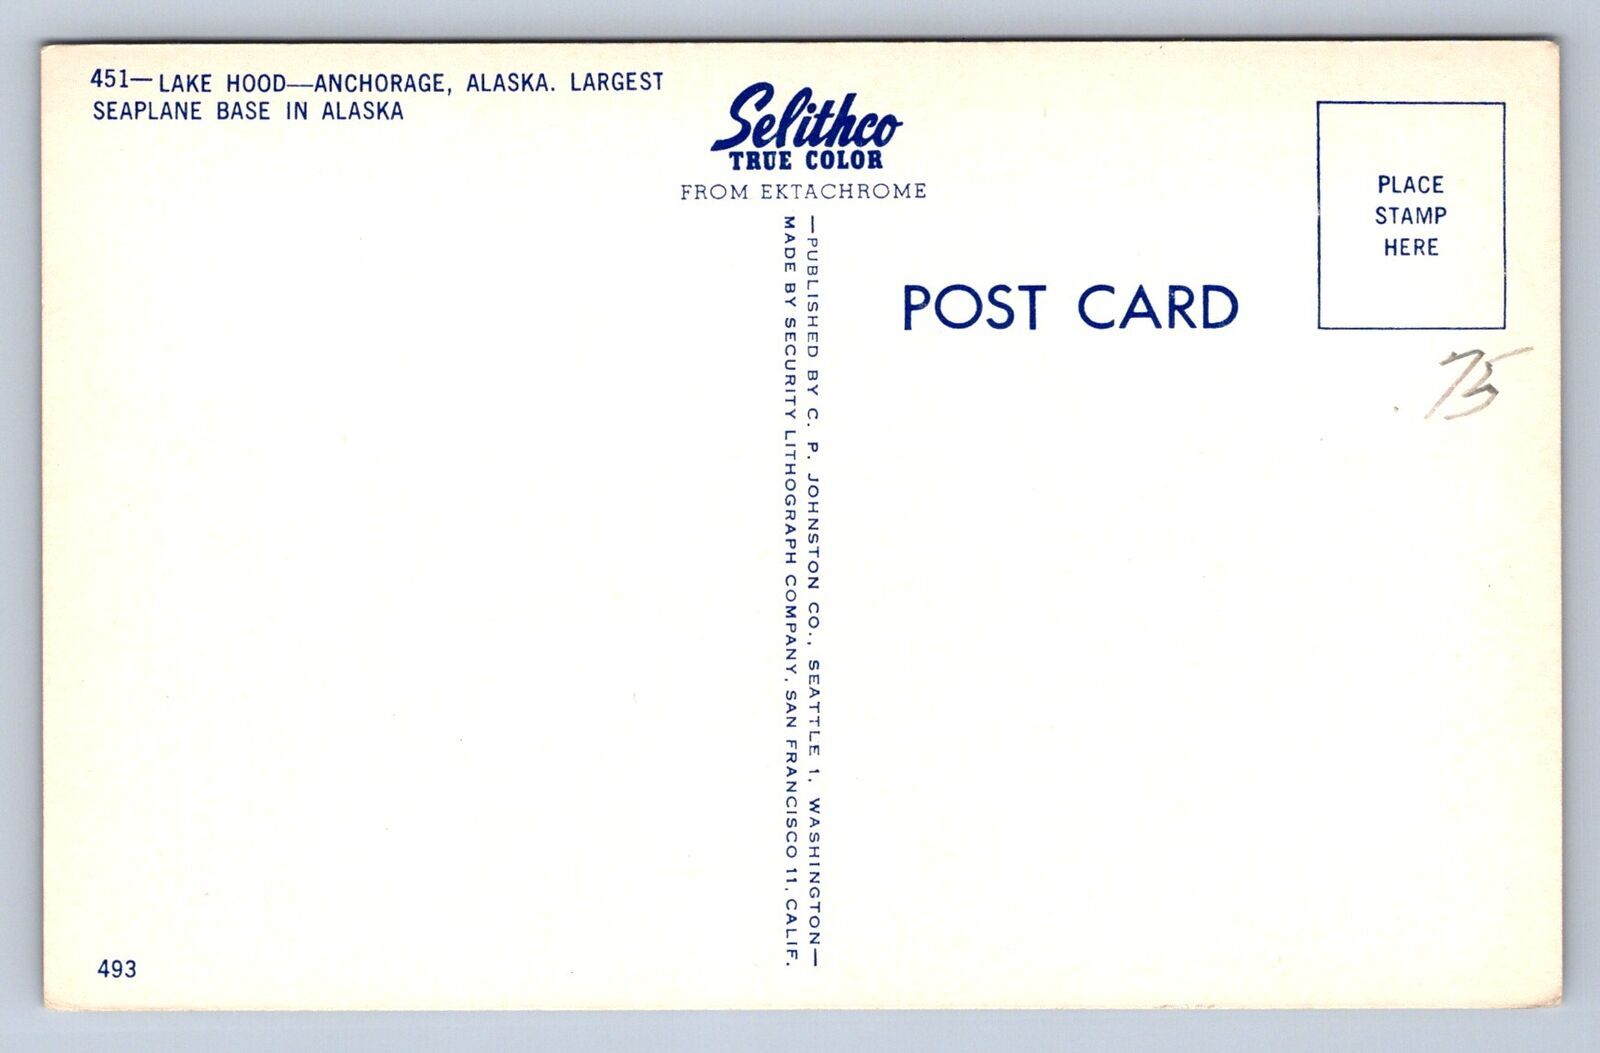 451—LAKE HOOD—ANCHORAGE, ALASKA. LARGEST
SEAPLANE BASE IN ALASKA
Selithco
TRUE COLOR
FROM EKTACHROME
—PUBLISHED BY C. P. JOHNSTON CO., SEATTLE 1, WASHINGTON—
MADE BY SECURITY LITHOGRAPH COMPANY, SAN FRANCISCO 11, CALIF.
POST CARD
PLACE
STAMP
HERE
.75
493